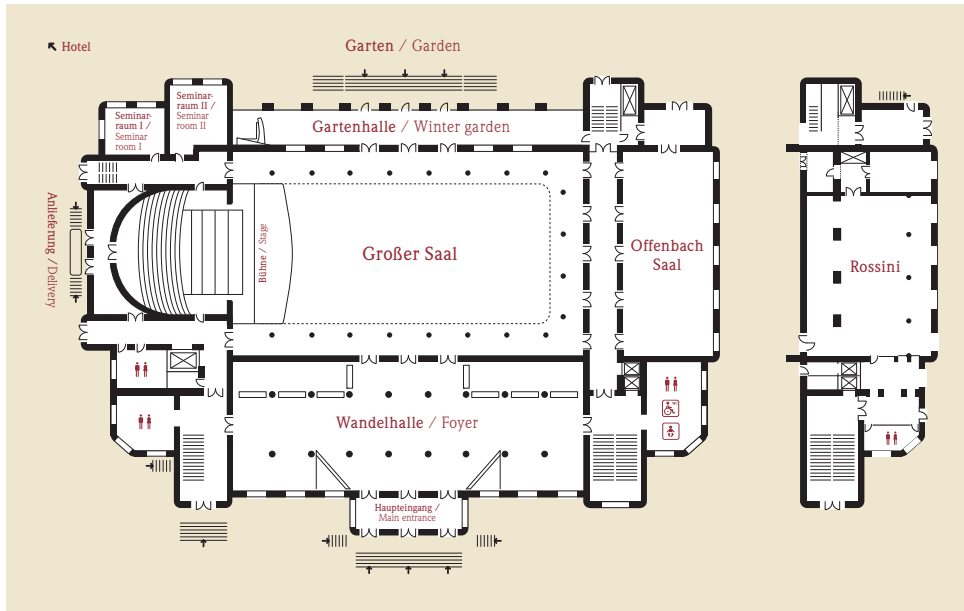 Hotel
Garten / Garden
Seminar-
raum II /
Seminar
room II
Seminar-
raum I /
Seminar
room I
Gartenhalle / Winter garden
Anlieferung / Delivery
Bühne / Stage
Großer Saal
Offenbach
Saal
Rossini
Wandelhalle / Foyer
Haupteingang /
Main entrance